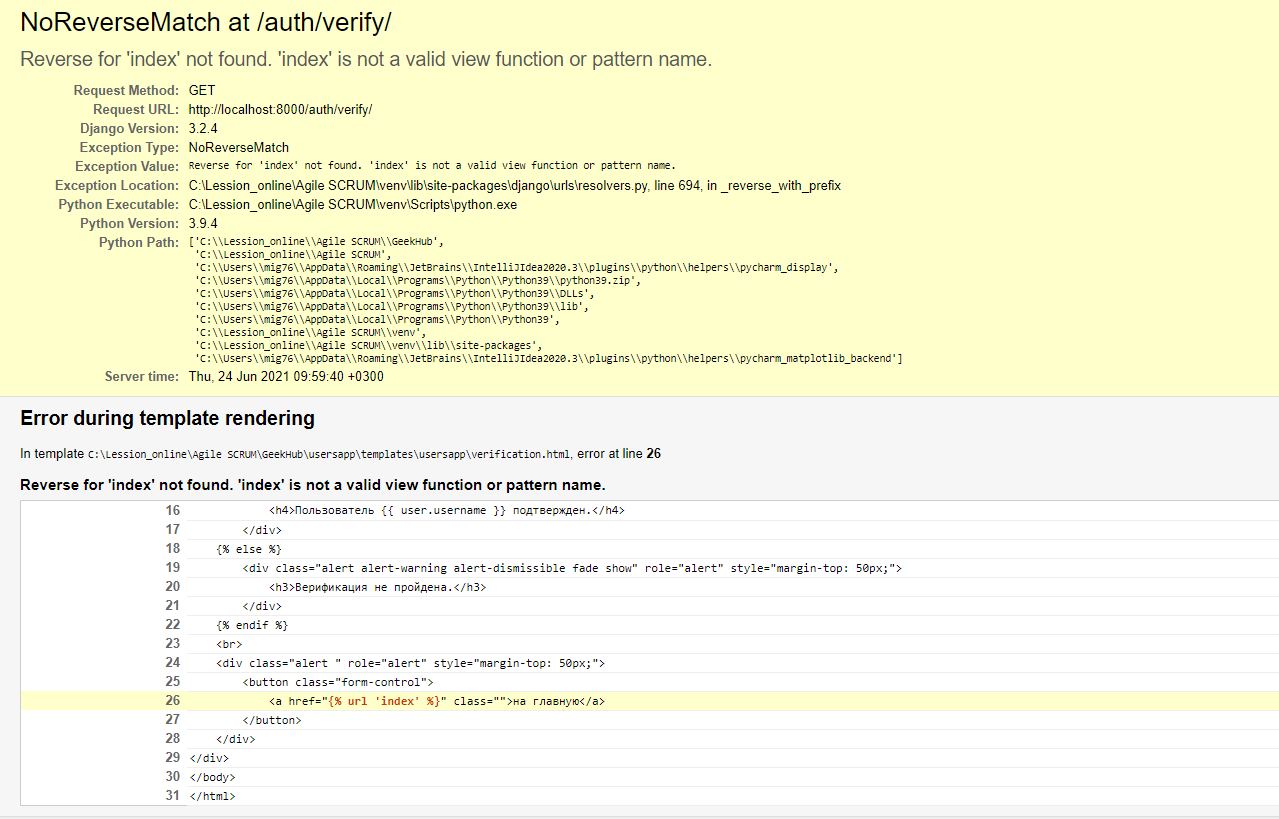 NoReverseMatch at /auth/verify/
Reverse for 'index' not found. 'index' is not a valid view function or pattern name.
Request Method: GET
Request URL: http://localhost:8000/auth/verify/
Django Version: 3.2.4
Exception Type: NoReverseMatch
Exception Value: Reverse for 'index' not found. 'index' is not a valid view function or pattern name.
Exception Location: C:\Lession_online\Agile SCRUM\venv\lib\site-packages\django\urls\resolvers.py, line 694, in _reverse_with_prefix
Python Executable: C:\Lession_online\Agile SCRUM\venv\Scripts\python.exe
Python Version: 3.9.4
Python Path: ['C:\\Lession_online\\Agile SCRUM\\GeekHub',
'C:\\Lession_online\\Agile SCRUM',
'C:\\Users\\mig76\\AppData\\Roaming\\JetBrains\\IntelliJIdea2020.3\\plugins\\python\\helpers\\pycharm_display',
'C:\\Users\\mig76\\AppData\\Local\\Programs\\Python\\Python39\\python39.zip',
'C:\\Users\\mig76\\AppData\\Local\\Programs\\Python\\Python39\\DLLs',
'C:\\Users\\mig76\\AppData\\Local\\Programs\\Python\\Python39\\lib',
'C:\\Users\\mig76\\AppData\\Local\\Programs\\Python\\Python39',
'C:\\Lession_online\\Agile SCRUM\\venv',
'C:\\Lession_online\\Agile SCRUM\\venv\\lib\\site-packages',
'C:\\Users\\mig76\\AppData\\Roaming\\JetBrains\\IntelliJIdea2020.3\\plugins\\python\\helpers\\pycharm_matplotlib_backend']
Server time: Thu, 24 Jun 2021 09:59:40 +0300
Error during template rendering
In template C:\Lession_online\Agile SCRUM\GeekHub\usersapp\templates\usersapp\verification.html, error at line 26
Reverse for 'index' not found. 'index' is not a valid view function or pattern name.
16 <h4>Пользователь {{ user.username }} подтвержден.</h4>
17 </div>
18 {% else %}
19 <div class="alert alert-warning alert-dismissible fade show" role="alert" style="margin-top: 50px;">
20 <h3>Верификация не пройдена.</h3>
21 </div>
22 {% endif %}
23 <br>
24 <div class="alert " role="alert" style="margin-top: 50px;">
25 <button class="form-control">
26 <a href="{% url 'index' %}" class="">на главную</a>
27 </button>
28 </div>
29 </div>
30 </body>
31 </html>